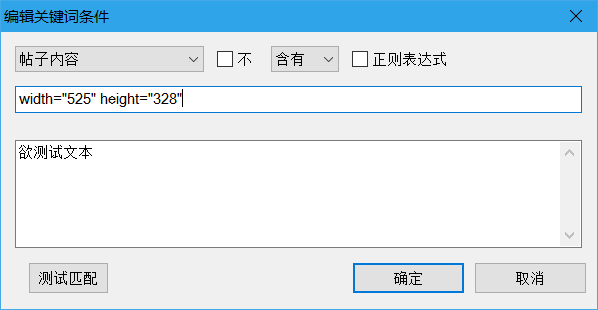 编辑关键词条件
帖子内容 不 含有 正则表达式
width="525" height="328"
欲测试文本
测试匹配 确定 取消